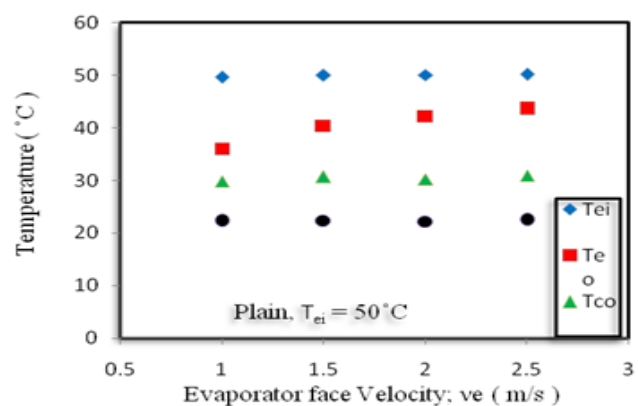 60
50
40
30
20
10
0
Temperature ( ˚C )
Tei
Te
o
Tco
Plain, Tei = 50˚C
0.5 1 1.5 2 2.5 3
Evaporator face Velocity; ve ( m/s )